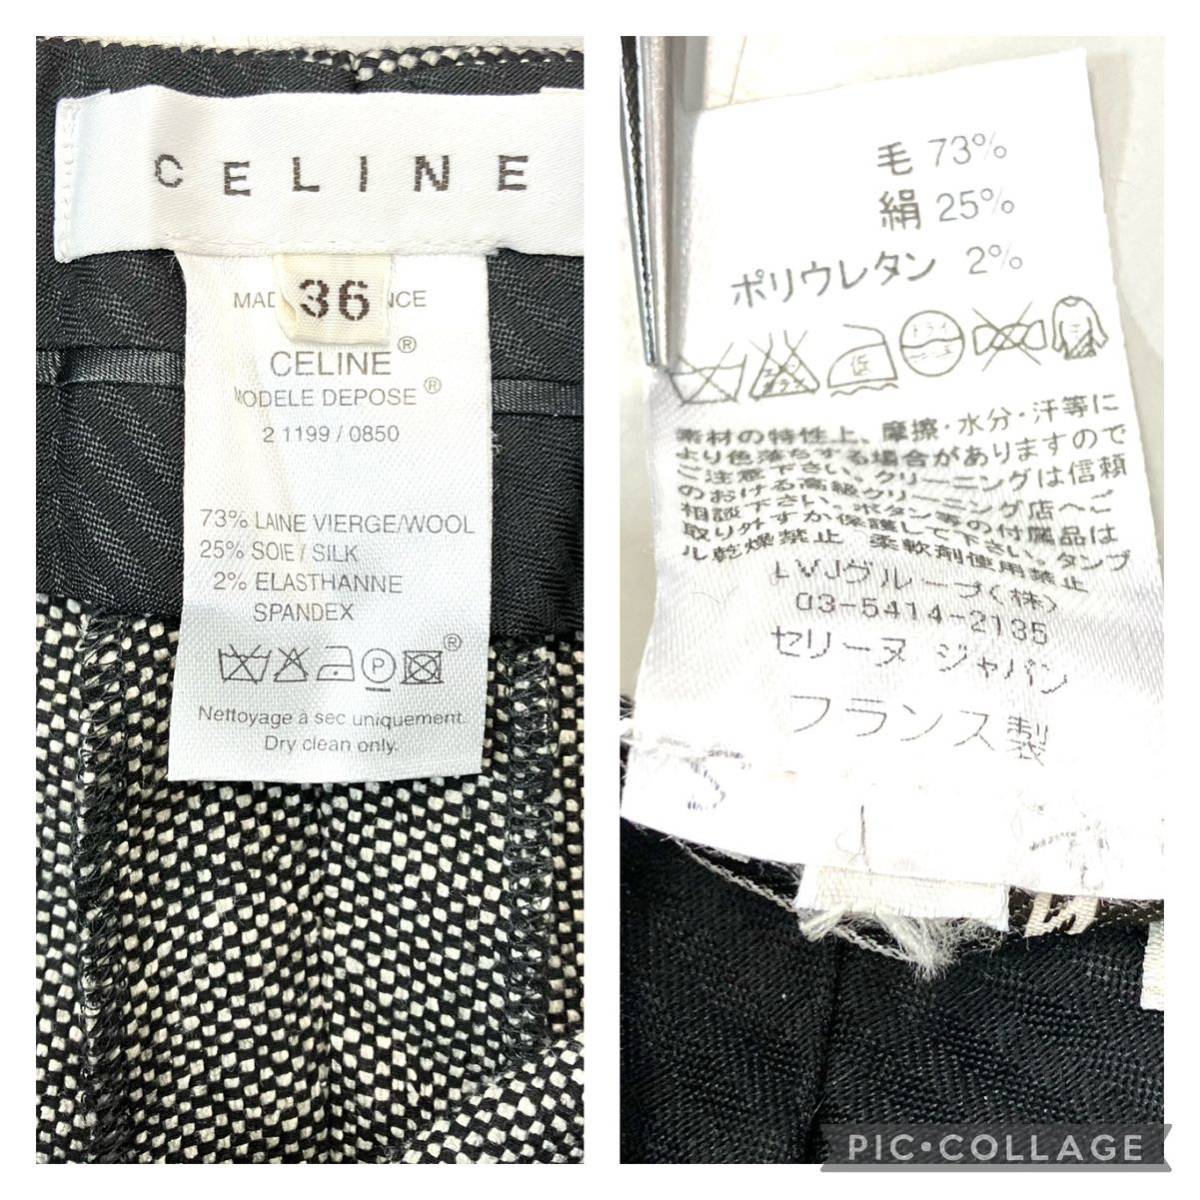 CELINE
36
CELINE®
MODELE DEPOSE®
2 1199 / 0850
73% LAINE VIERGE/WOOL
25% SOIE / SILK
2% ELASTHANNE
SPANDEX
®
Nettoyage à sec uniquement.
Dry clean only.
毛 73%
絹 25%
ポリウレタン 2%
ドライ
低
素材の特性上、摩擦・水分・汗等に
より色落ちする場合がありますので
ご注意下さい。クリーニングは信頼
のおける高級クリーニング店へご
相談下さい。ボタン等の付属品は
取り外すか保護して下さい。タンブ
ル乾燥禁止 柔軟剤使用禁止
LVJグループ(株)
03-5414-2135
セリーヌ ジャパン
フランス製
PIC•COLLAGE